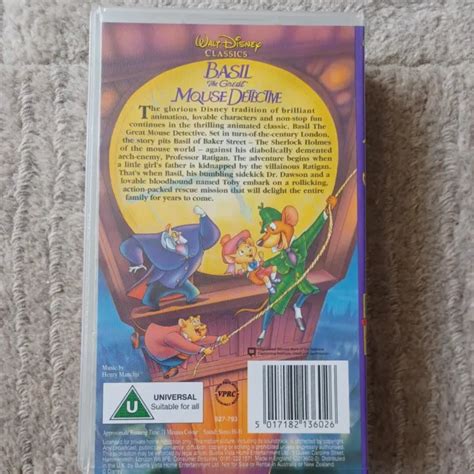 WALT DISNEY
CLASSICS
BASIL
The Great
MOUSE DETECTIVE
The glorious Disney tradition of brilliant
animation, lovable characters and non-stop fun
continues in the thrilling animated classic, Basil The
Great Mouse Detective. Set in turn-of-the-century London,
the story pits Basil of Baker Street – The Sherlock Holmes
of the mouse world – against his diabolically demented
arch-enemy, Professor Ratigan. The adventure begins when
a little girl's father is kidnapped by the villainous Ratigan.
That's when Basil, his bumbling sidekick Dr. Dawson and a
lovable bloodhound named Toby embark on a rollicking,
action packed rescue mission that will delight the entire
family for years to come.
Music by
Henry Mancini
U
UNIVERSAL
Suitable for all
VPRC
5 017182 136026
Approximate Running Time: 71 Minutes